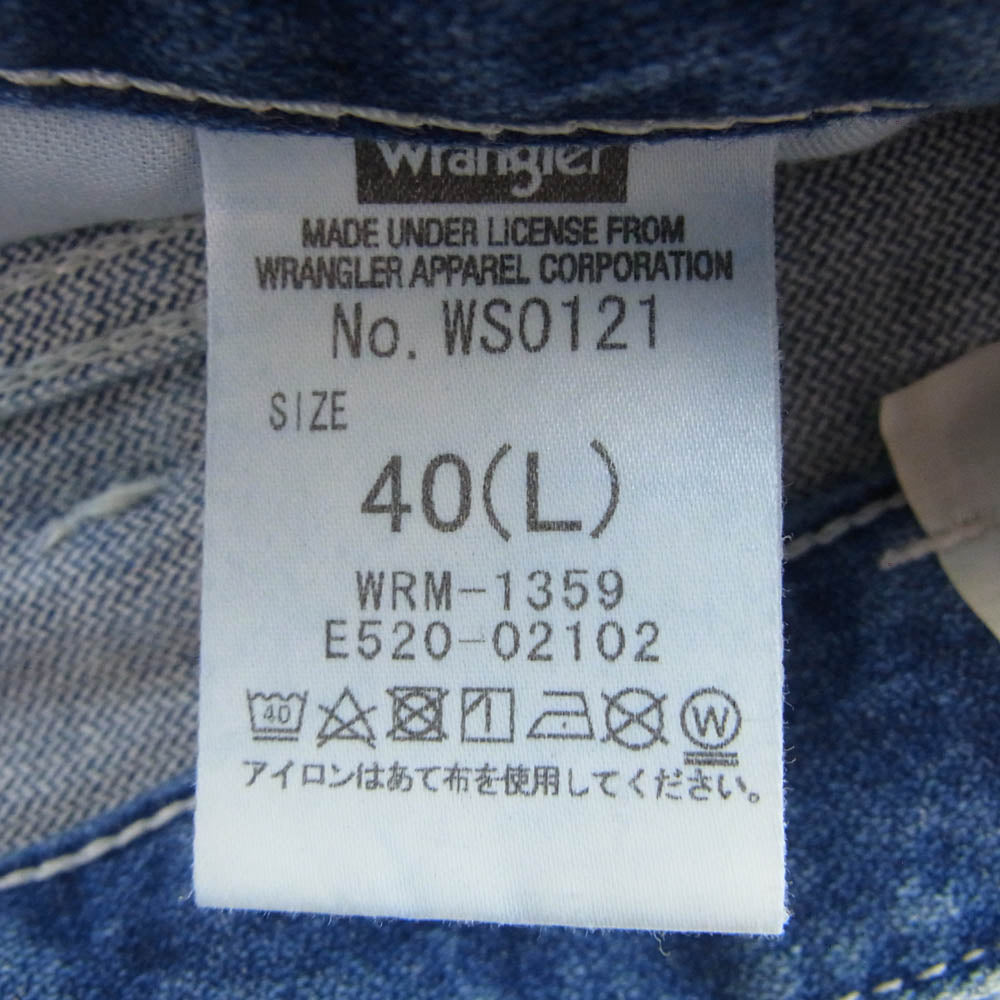 Wrangler
MADE UNDER LICENSE FROM
WRANGLER APPAREL CORPORATION
No. WS0121
SIZE
40(L)
WRM-1359
E520-02102
40 W
アイロンはあて布を使用してください。